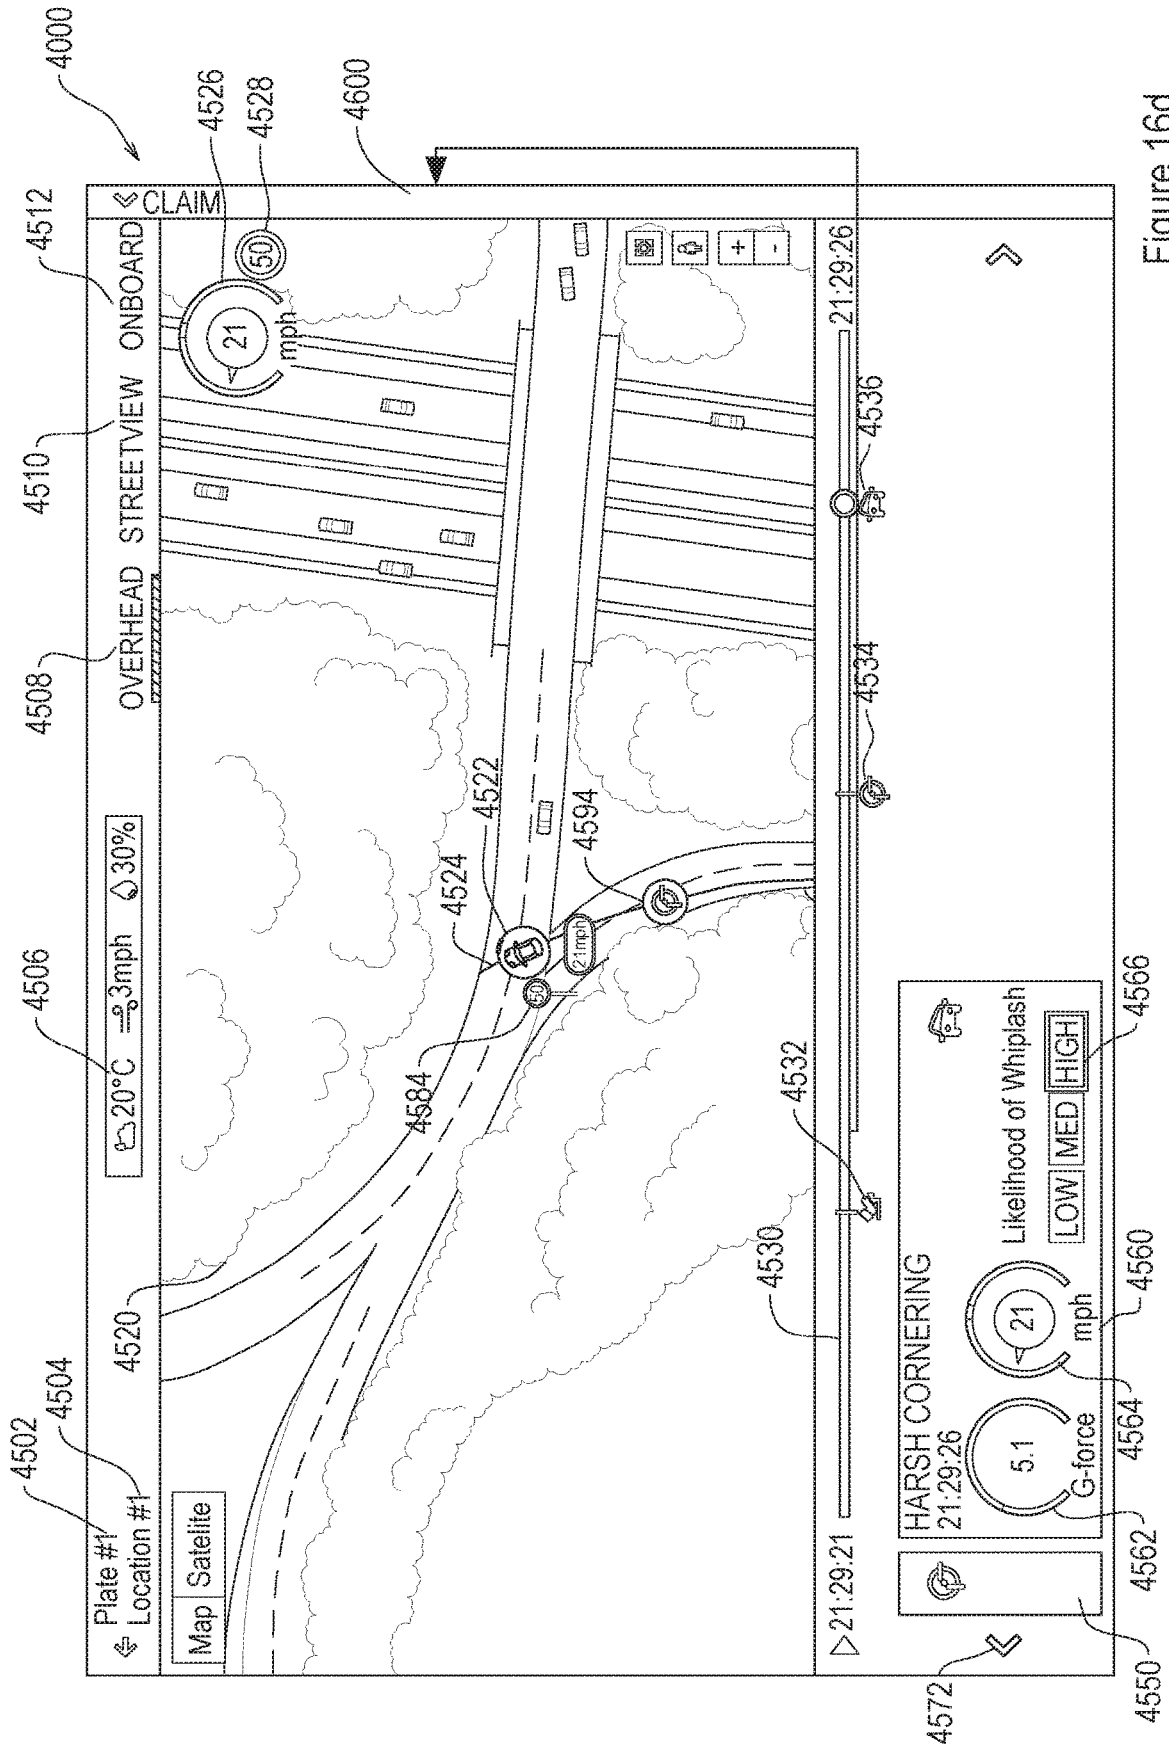 4000
4502
Plate #1
4504
Location #1
4506
20°C 3mph 30%
4508
OVERHEAD
4510
STREETVIEW
4512
ONBOARD
CLAIM
4526
4528
4600
Map Satelite
21
mph
50
4520
4524
4522
4584
50
21mph
4594
+
-
21:29:21
21:29:26
4530
4532
4534
4536
HARSH CORNERING
21:29:26
5.1
G-force
21
mph
Likelihood of Whiplash
LOW MED HIGH
4572
4550
4562
4564
4560
4566
Figure 16d